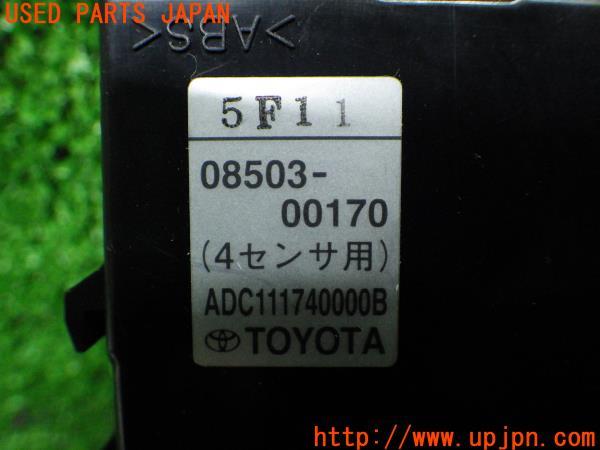 USED PARTS JAPAN
>ABS<
5F11
08503-
00170
(4センサ用)
ADC111740000B
TOYOTA
http://www.upjpn.com